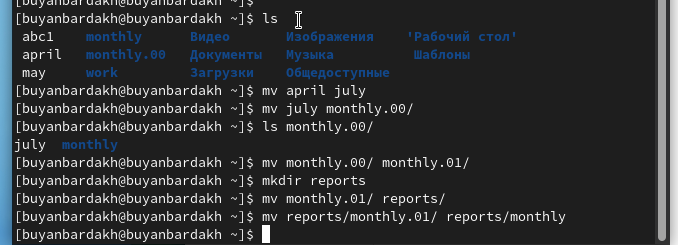 [buyanbardakh@buyanbardakh ~]$
[buyanbardakh@buyanbardakh ~]$ ls
abc1 monthly Видео Изображения 'Рабочий стол'
april monthly.00 Документы Музыка Шаблоны
may work Загрузки Общедоступные
[buyanbardakh@buyanbardakh ~]$ mv april july
[buyanbardakh@buyanbardakh ~]$ mv july monthly.00/
[buyanbardakh@buyanbardakh ~]$ ls monthly.00/
july monthly
[buyanbardakh@buyanbardakh ~]$ mv monthly.00/ monthly.01/
[buyanbardakh@buyanbardakh ~]$ mkdir reports
[buyanbardakh@buyanbardakh ~]$ mv monthly.01/ reports/
[buyanbardakh@buyanbardakh ~]$ mv reports/monthly.01/ reports/monthly
[buyanbardakh@buyanbardakh ~]$